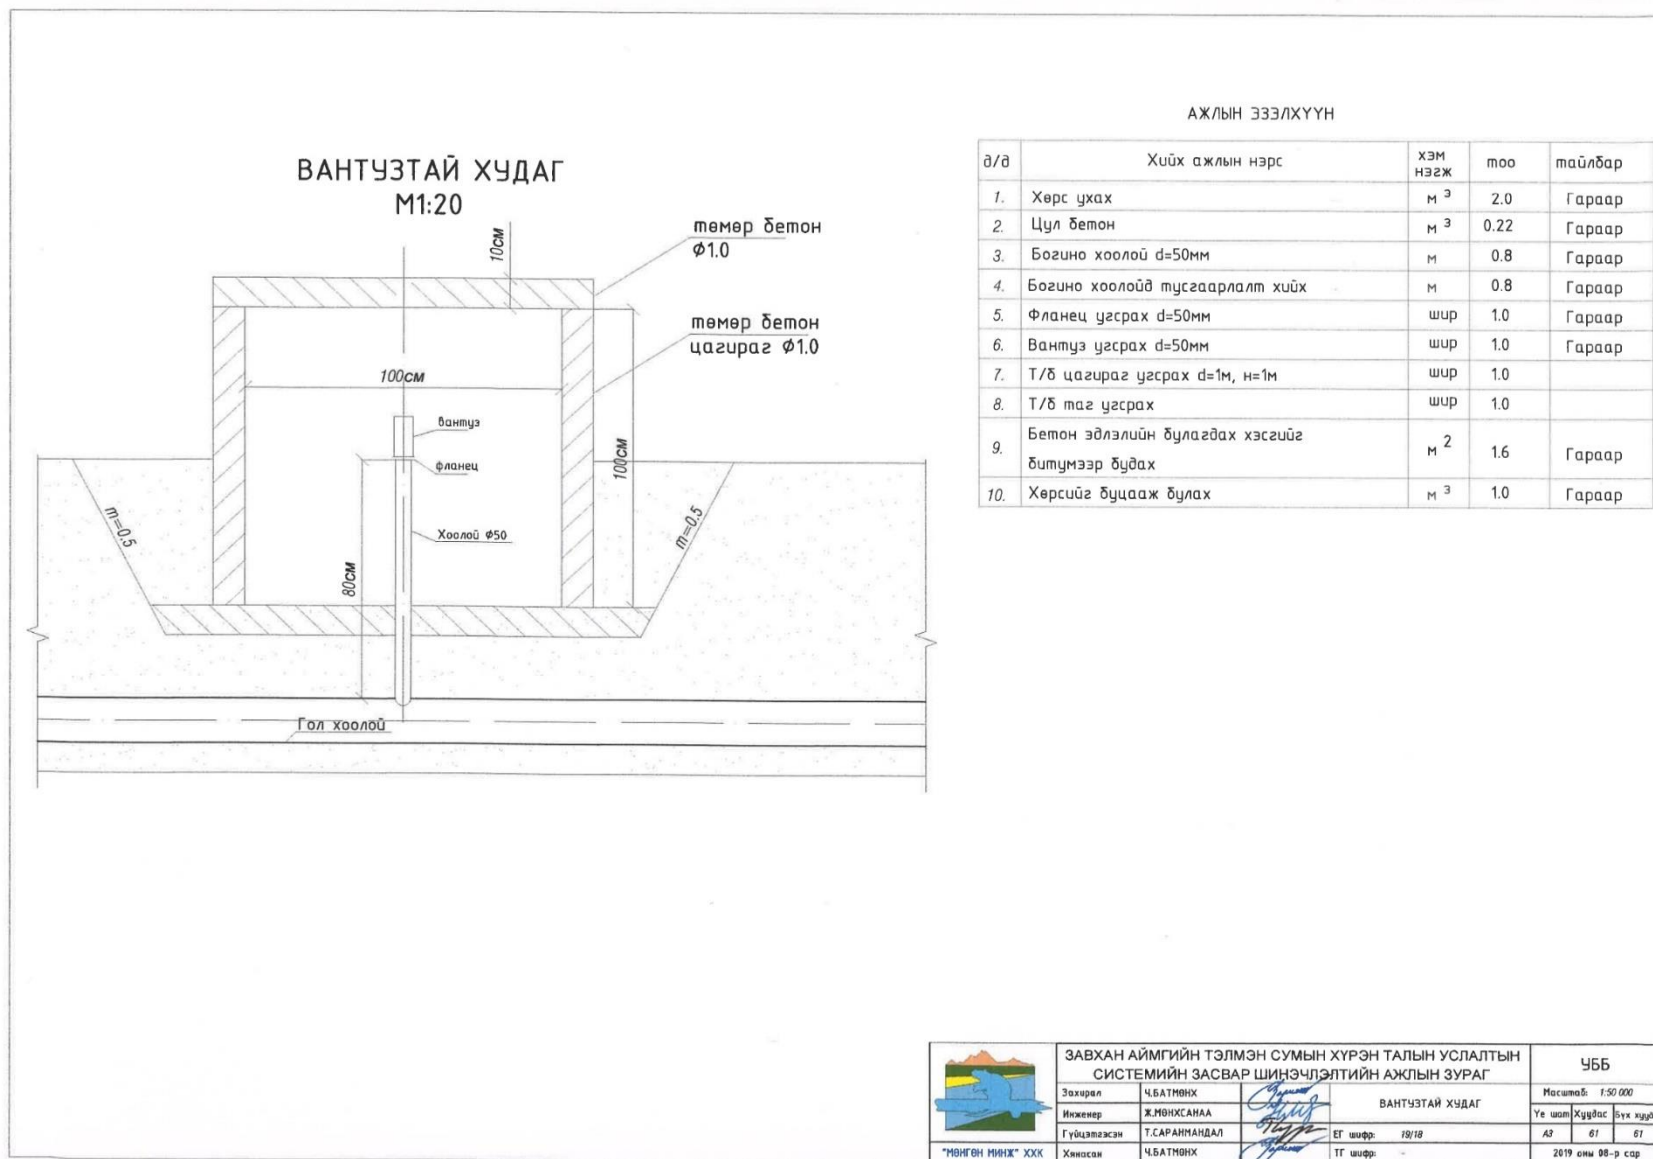 АЖЛЫН ЭЗЭЛХҮҮН
ВАНТУЗТАЙ ХУДАГ
М1:20
10см
төмөр бетон
ф1.0
төмөр бетон
цагираг ф1.0
100см
вантуз
фланец
100см
m=0.5
m=0.5
Хоолой ф50
80см
Гол хоолой
д/д Хийх ажлын нэрс хэм нэгж тоо тайлбар
1. Хөрс ухах м 3 2.0 Гараар
2. Цул бетон м 3 0.22 Гараар
3. Богино хоолой d=50мм м 0.8 Гараар
4. Богино хоолойд тусгаарлалт хийх м 0.8 Гараар
5. Фланец угсрах d=50мм шир 1.0 Гараар
6. Вантуз угсрах d=50мм шир 1.0 Гараар
7. Т/б цагираг угсрах d=1м, н=1м шир 1.0
8. Т/б таг угсрах шир 1.0
9. Бетон эдлэлийн булагдах хэсгийг
битумээр будах м 2 1.6 Гараар
10. Хөрсийг буцааж булах м 3 1.0 Гараар
ЗАВХАН АЙМГИЙН ТЭЛМЭН СУМЫН ХҮРЭН ТАЛЫН УСЛАЛТЫН
СИСТЕМИЙН ЗАСВАР ШИНЭЧЛЭЛТИЙН АЖЛЫН ЗУРАГ
УББ
Захирал Ч.БАТМӨНХ
Масштаб: 1:50 000
Инженер Ж.МӨНХСАНАА
ВАНТУЗТАЙ ХУДАГ
Үе шат Хуудас Бүх хууд
Гүйцэтгэсэн Т.САРАНМАНДАЛ
ЕГ шифр: 19/18
А3 61 61
"МӨНГӨН МИНЖ" ХХК
Хянасан Ч.БАТМӨНХ
ТГ шифр: -
2019 оны 08-р сар